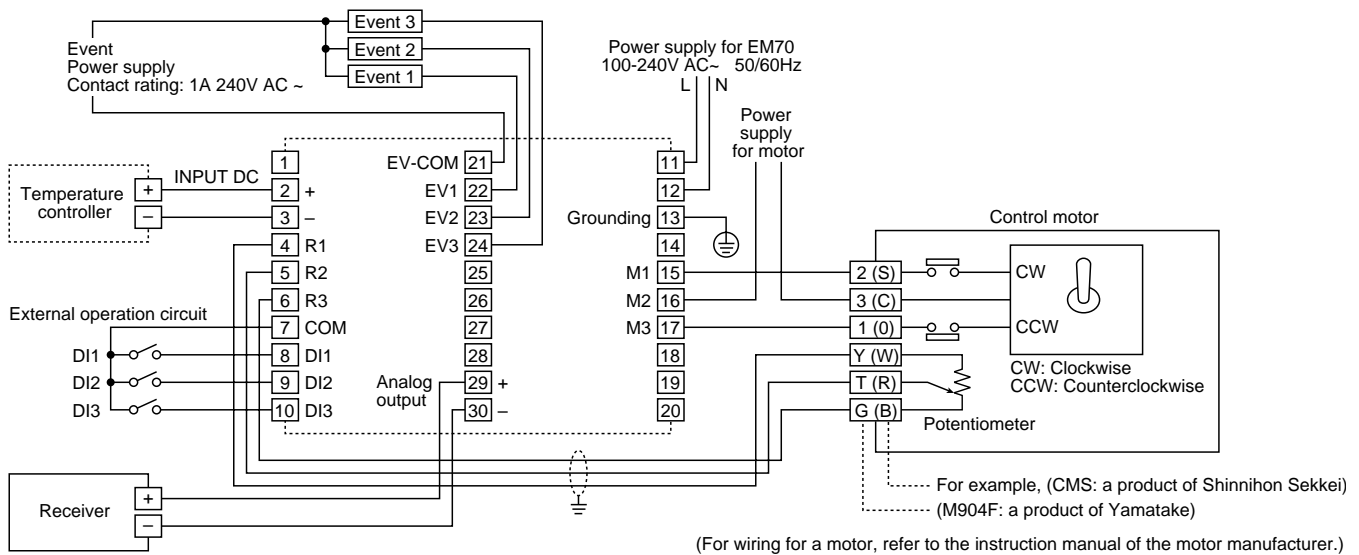 Event 3
Event 2
Event 1
Event
Power supply
Contact rating: 1A 240V AC ~
Power supply for EM70
100-240V AC~ 50/60Hz
L N
Power
supply
for motor
Temperature
controller
+
–
INPUT DC
1
2 +
3 –
4 R1
5 R2
6 R3
7 COM
8 DI1
9 DI2
10 DI3
External operation circuit
DI1
DI2
DI3
EV-COM 21
EV1 22
EV2 23
EV3 24
25
26
27
28
Analog
output
29 +
30 –
11
12
Grounding 13
14
M1 15
M2 16
M3 17
18
19
20
Control motor
2 (S)
3 (C)
1 (0)
Y (W)
T (R)
G (B)
CW
CCW
CW: Clockwise
CCW: Counterclockwise
Potentiometer
Receiver
+
–
For example, (CMS: a product of Shinnihon Sekkei)
(M904F: a product of Yamatake)
(For wiring for a motor, refer to the instruction manual of the motor manufacturer.)